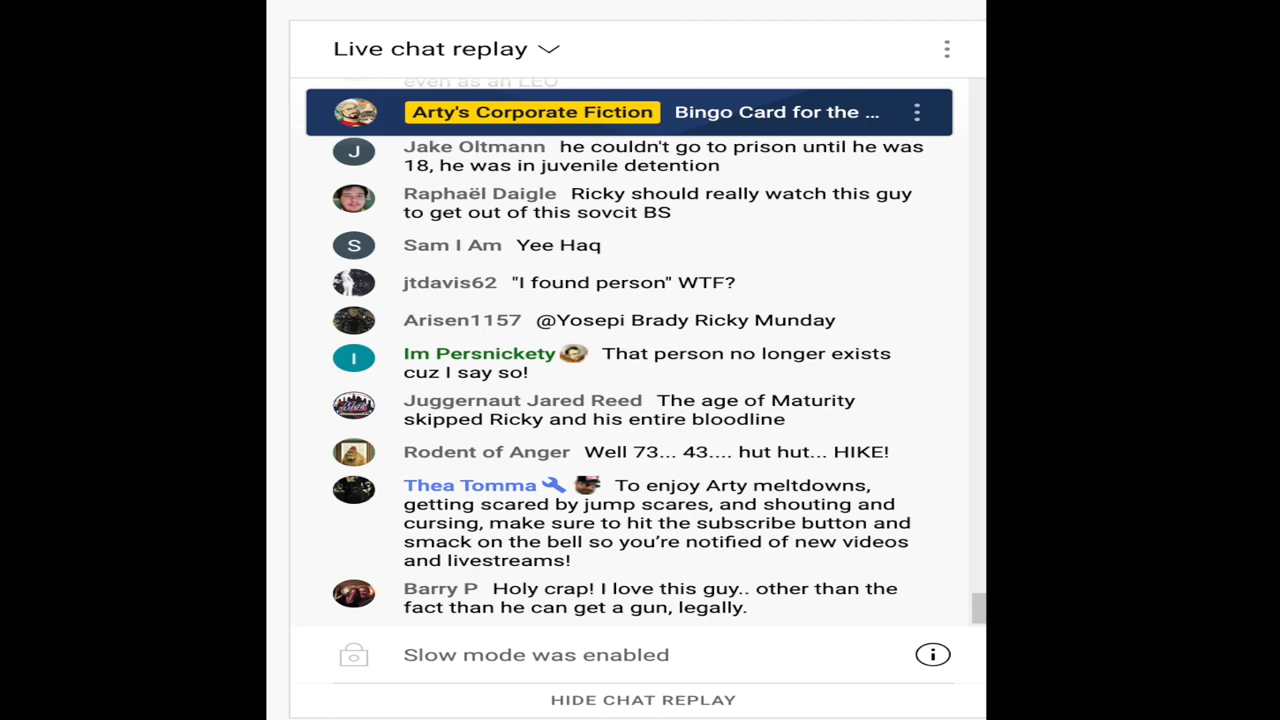 Live chat replay
even as an LEO
Arty's Corporate Fiction Bingo Card for the ...
J Jake Oltmann he couldn't go to prison until he was
18, he was in juvenile detention
Raphaël Daigle Ricky should really watch this guy
to get out of this sovcit BS
S Sam I Am Yee Haq
jtdavis62 "I found person" WTF?
Arisen1157 @Yosepi Brady Ricky Munday
I Im Persnickety That person no longer exists
cuz I say so!
Juggernaut Jared Reed The age of Maturity
skipped Ricky and his entire bloodline
Rodent of Anger Well 73... 43.... hut hut... HIKE!
Thea Tomma To enjoy Arty meltdowns,
getting scared by jump scares, and shouting and
cursing, make sure to hit the subscribe button and
smack on the bell so you’re notified of new videos
and livestreams!
Barry P Holy crap! I love this guy.. other than the
fact than he can get a gun, legally.
Slow mode was enabled
HIDE CHAT REPLAY